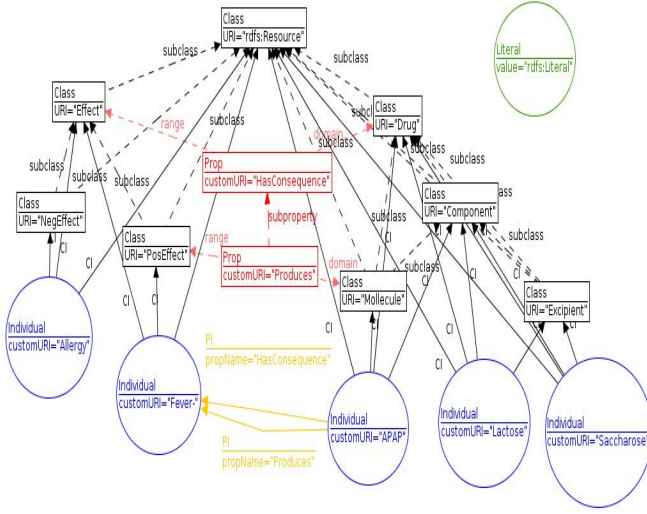 Class
URI="rdfs:Resource"
Literal
value="rdfs:Literal"
subclass
subclass
Class
URI="Effect"
Class
URI="Drug"
range
subclass
domain
subclass
Prop
customURI="HasConsequence"
subclass
subclass
subclass
Class
URI="NegEffect"
Class
URI="Component"
subproperty
subclass
subclass
Class
URI="PosEffect"
range
Prop
customURI="Produces"
domain
subclass
subclass
CI
CI
CI
CI
Class
URI="Mollecule"
Class
URI="Excipient"
CI
CI
CI
CI
CI
CI
Individual
customURI="Allergy"
PI
propName="HasConsequence"
CI
Individual
customURI="Fever-"
Individual
customURI="APAP"
Individual
customURI="Lactose"
Individual
customURI="Saccharose"
PI
propName="Produces"